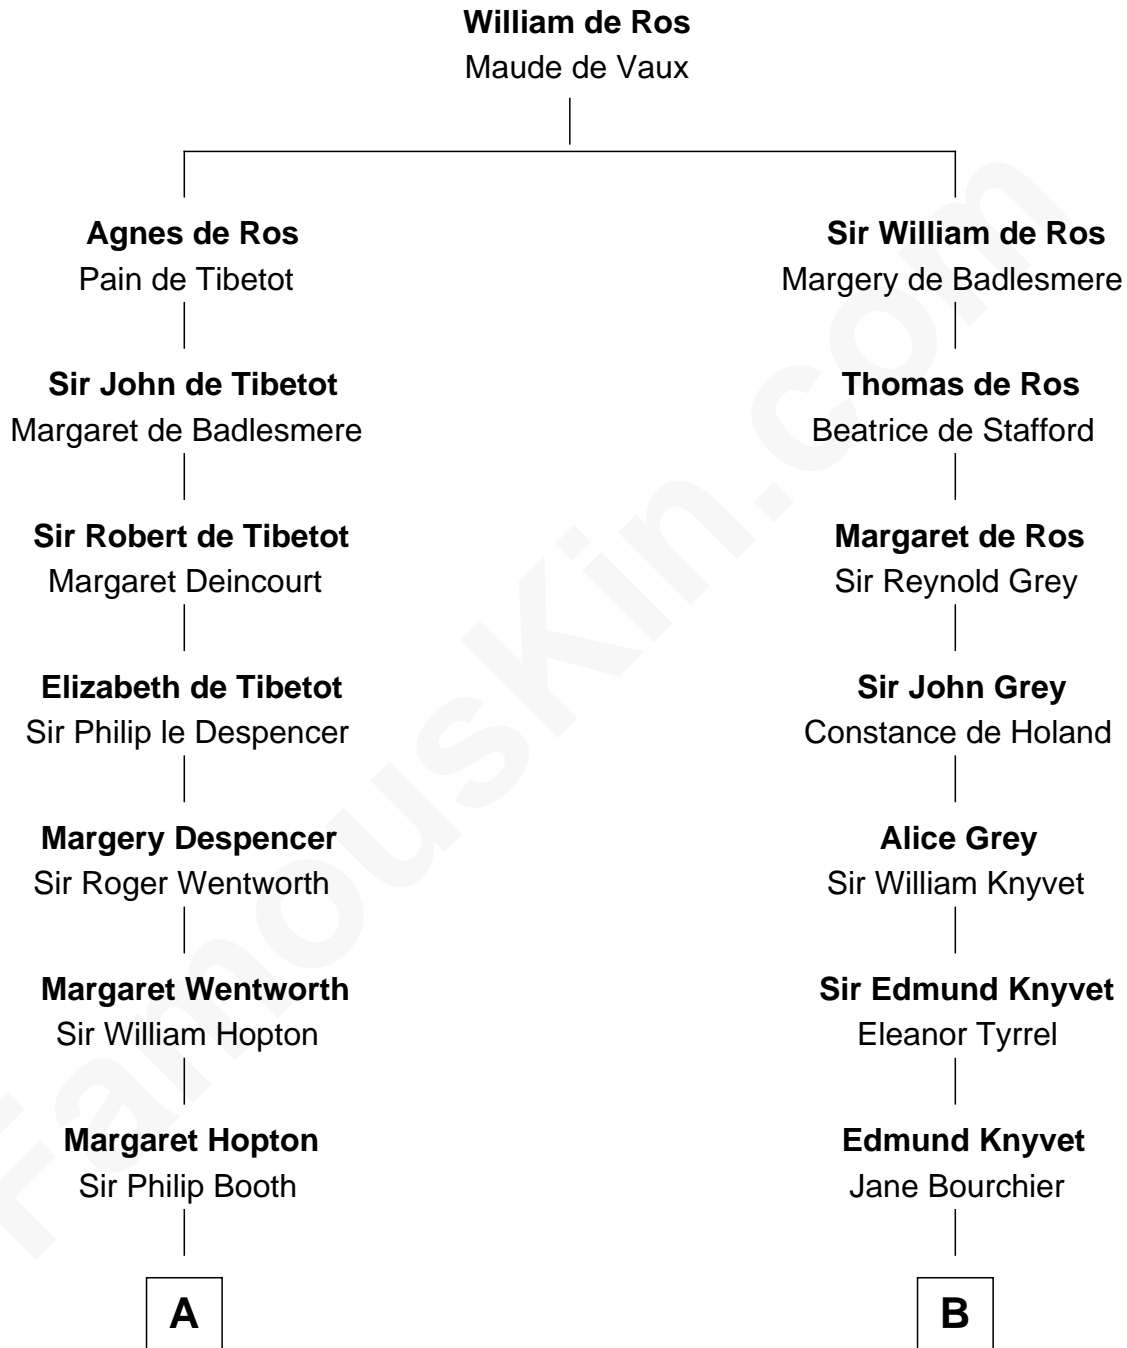 William de Ros
Maude de Vaux
Agnes de Ros
Pain de Tibetot
Sir John de Tibetot
Margaret de Badlesmere
Sir Robert de Tibetot
Margaret Deincourt
Elizabeth de Tibetot
Sir Philip le Despencer
Margery Despencer
Sir Roger Wentworth
Margaret Wentworth
Sir William Hopton
Margaret Hopton
Sir Philip Booth
A
Sir William de Ros
Margery de Badlesmere
Thomas de Ros
Beatrice de Stafford
Margaret de Ros
Sir Reynold Grey
Sir John Grey
Constance de Holand
Alice Grey
Sir William Knyvet
Sir Edmund Knyvet
Eleanor Tyrrel
Edmund Knyvet
Jane Bourchier
B
FamousKin.com